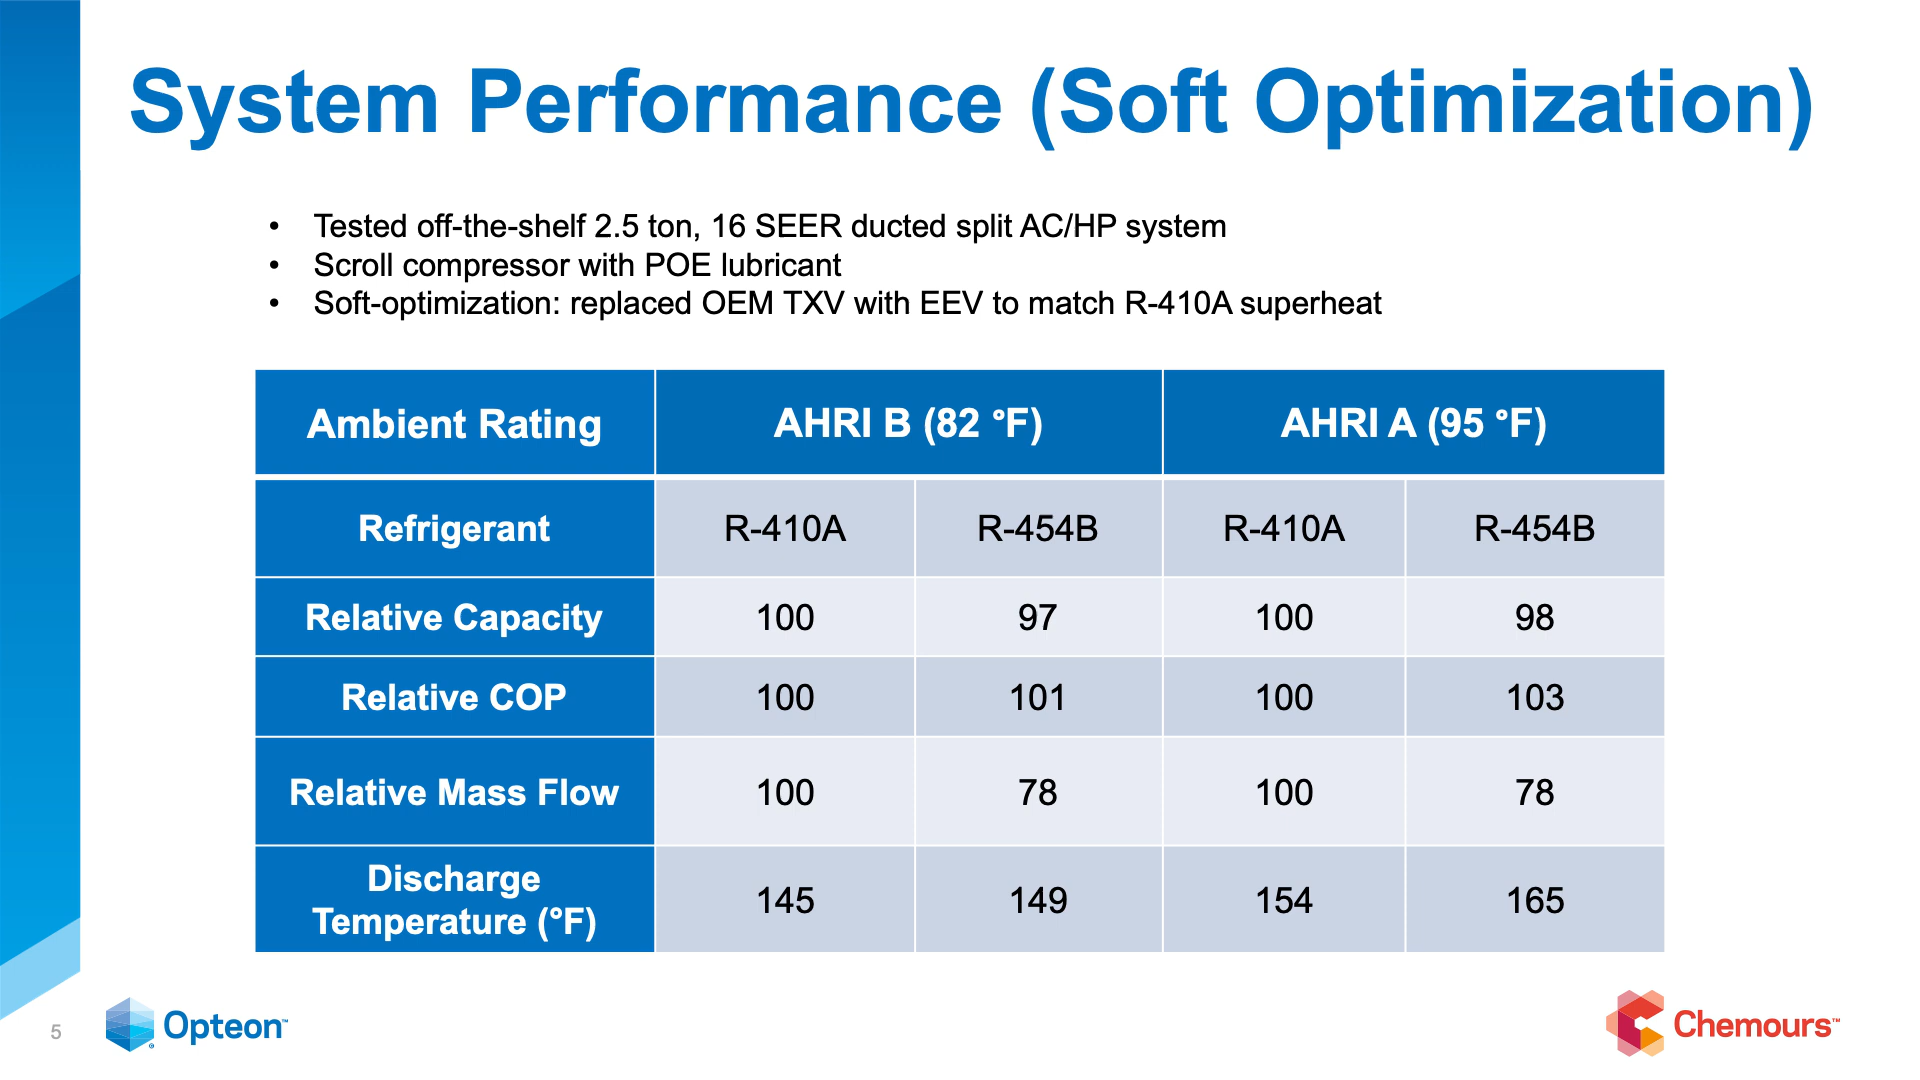 System Performance (Soft Optimization)
• Tested off-the-shelf 2.5 ton, 16 SEER ducted split AC/HP system
• Scroll compressor with POE lubricant
• Soft-optimization: replaced OEM TXV with EEV to match R-410A superheat
Ambient Rating AHRI B (82 °F) AHRI A (95 °F)
Refrigerant R-410A R-454B R-410A R-454B
Relative Capacity 100 97 100 98
Relative COP 100 101 100 103
Relative Mass Flow 100 78 100 78
Discharge
Temperature (°F) 145 149 154 165
5 Opteon™ Chemours™